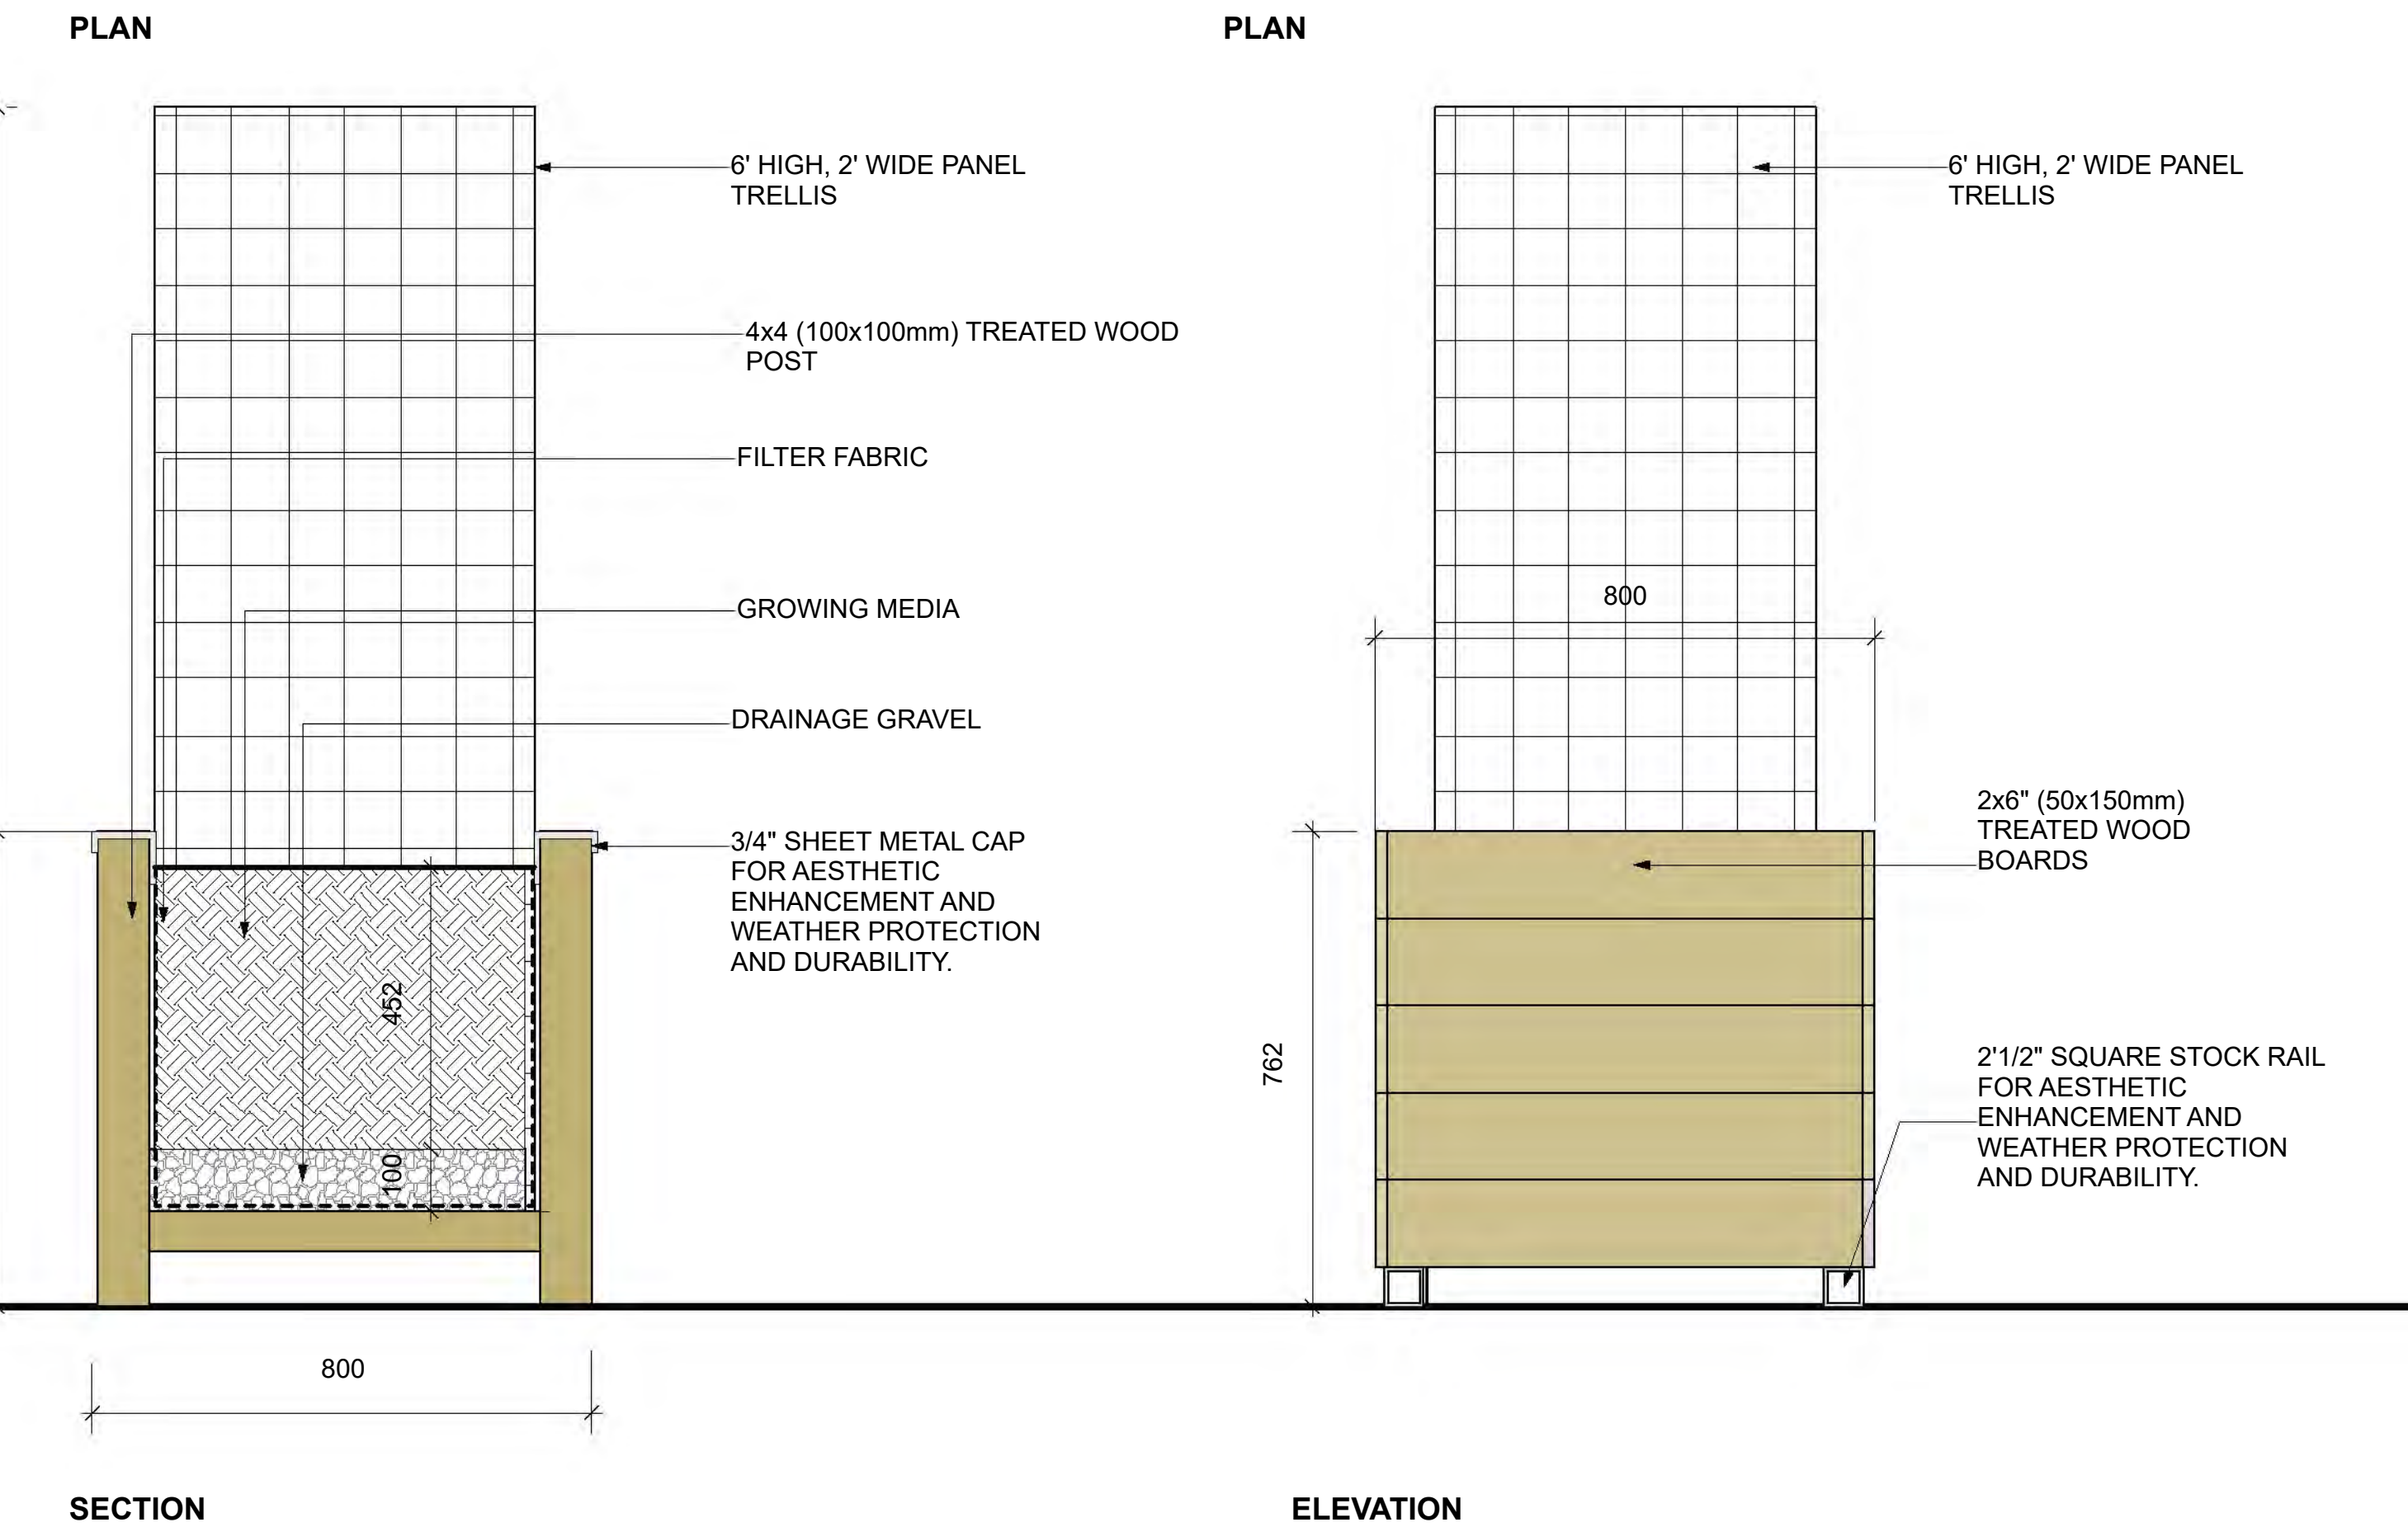 PLAN
PLAN
6' HIGH, 2' WIDE PANEL
TRELLIS
4x4 (100x100mm) TREATED WOOD
POST
FILTER FABRIC
GROWING MEDIA
DRAINAGE GRAVEL
3/4" SHEET METAL CAP
FOR AESTHETIC
ENHANCEMENT AND
WEATHER PROTECTION
AND DURABILITY.
452
100
800
SECTION
6' HIGH, 2' WIDE PANEL
TRELLIS
800
2x6" (50x150mm)
TREATED WOOD
BOARDS
762
2'1/2" SQUARE STOCK RAIL
FOR AESTHETIC
ENHANCEMENT AND
WEATHER PROTECTION
AND DURABILITY.
ELEVATION